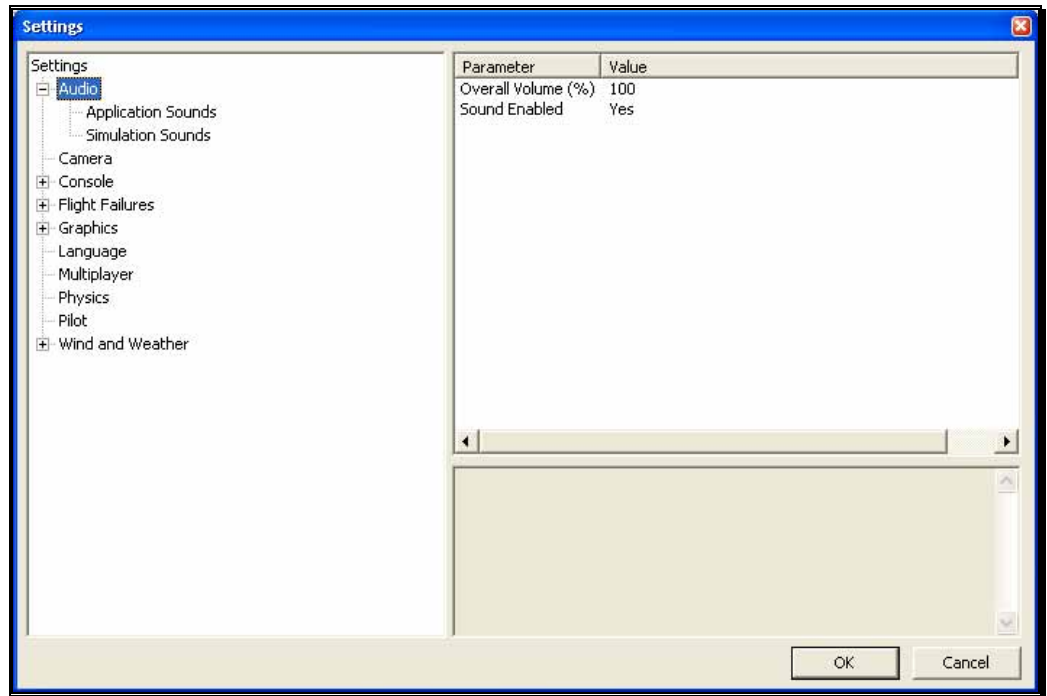 Settings
Settings
Audio
Application Sounds
Simulation Sounds
Camera
Console
Flight Failures
Graphics
Language
Multiplayer
Physics
Pilot
Wind and Weather
Parameter Value
Overall Volume (%) 100
Sound Enabled Yes
OK Cancel